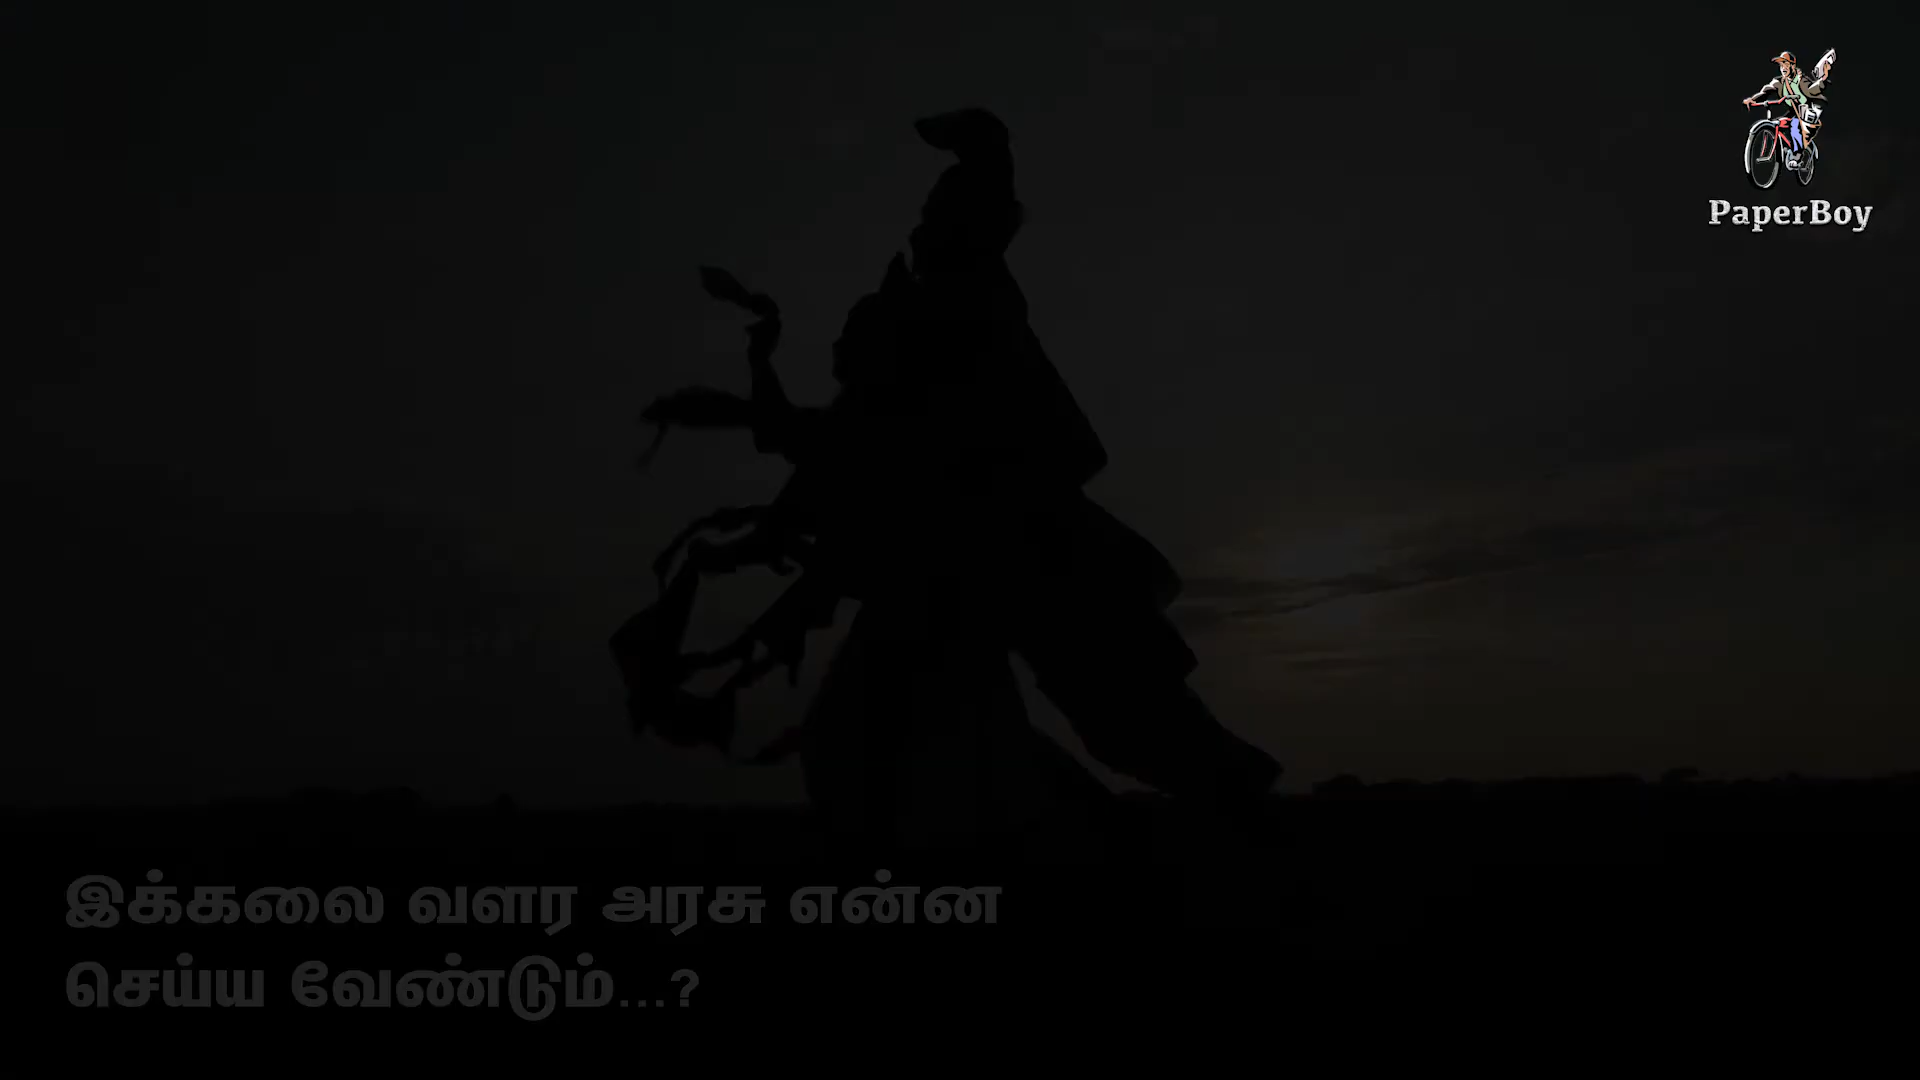 PaperBoy
இக்கலை வளர அரசு என்ன
செய்ய வேண்டும்...?